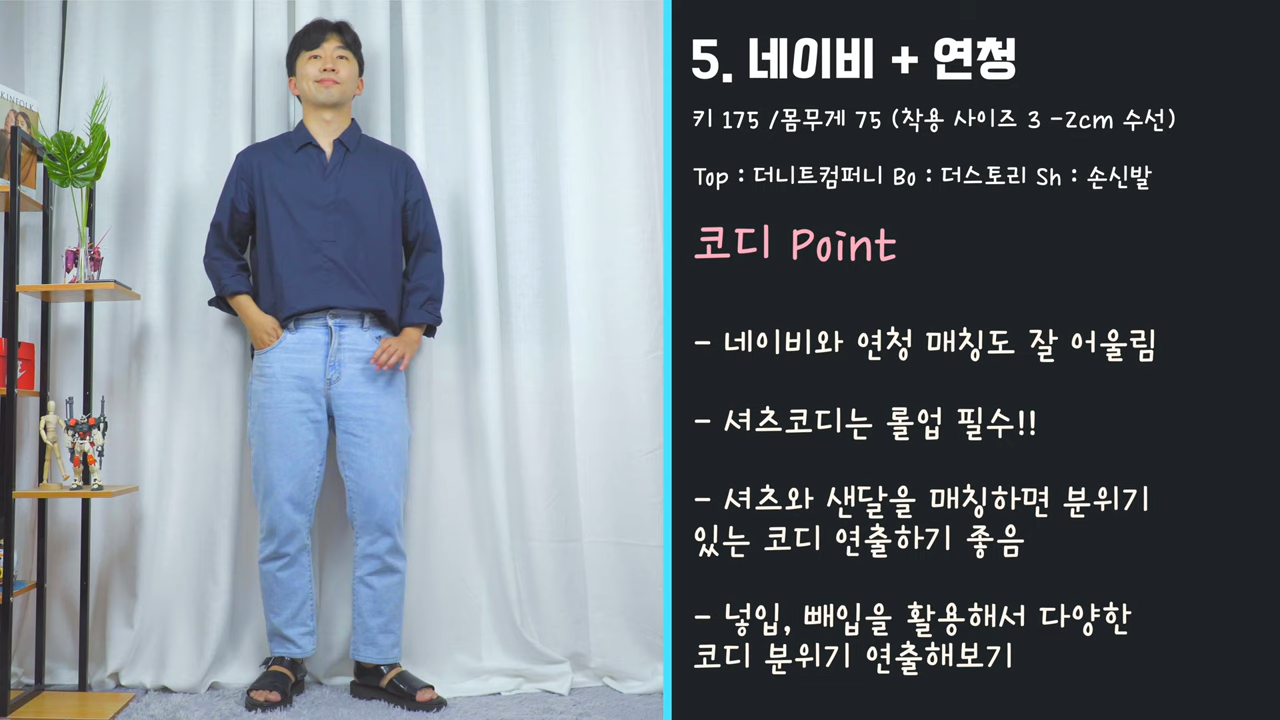 KINFOLK
5. 네이비 + 연청
키 175 /몸무게 75 (착용 사이즈 3 -2cm 수선)
Top : 더니트컴퍼니 Bo : 더스토리 Sh : 손신발
코디 Point
- 네이비와 연청 매칭도 잘 어울림
- 셔츠코디는 롤업 필수!!
- 셔츠와 샌달을 매칭하면 분위기
있는 코디 연출하기 좋음
- 넣입, 빼입을 활용해서 다양한
코디 분위기 연출해보기